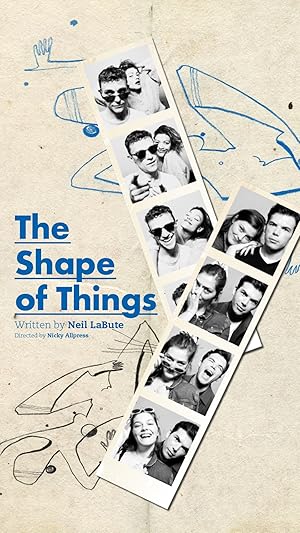 The
Shape
of Things
Written by Neil LaBute
Directed by Nicky Allpress